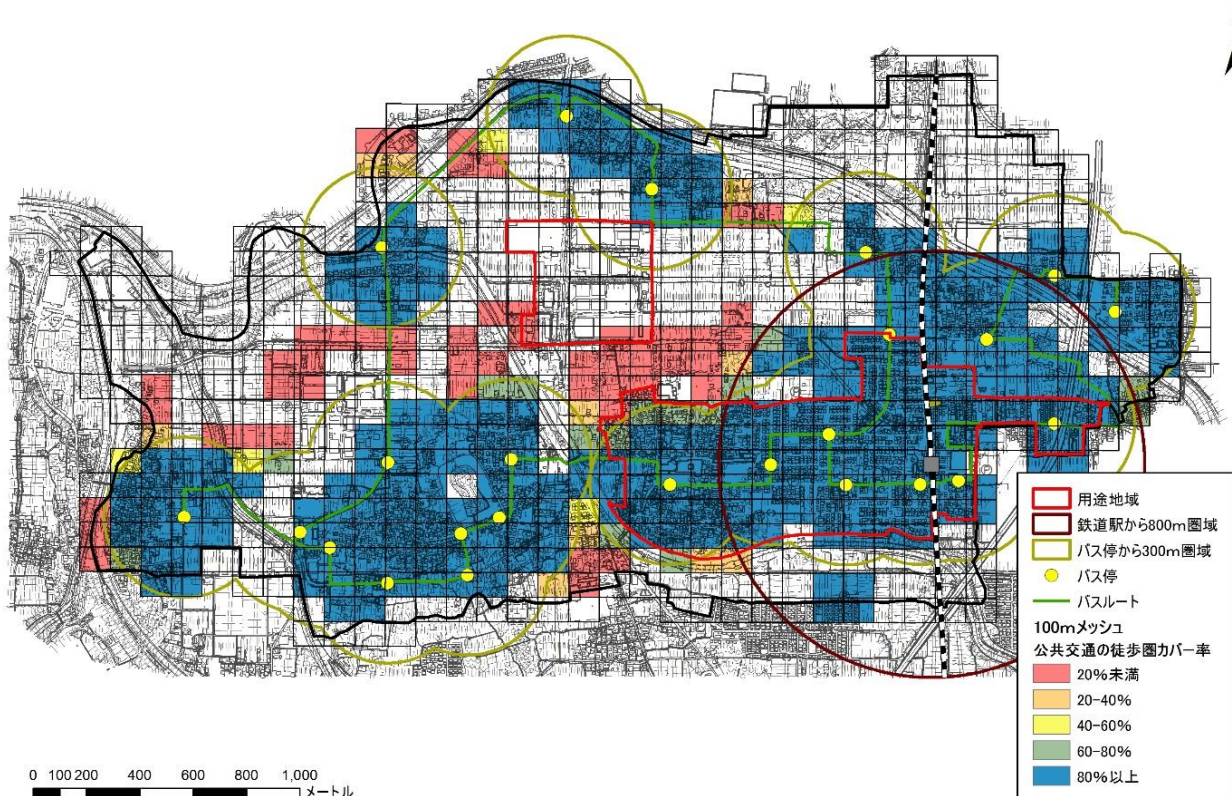 用途地域
鉄道駅から800m圏域
バス停から300m圏域
バス停
バスルート
100mメッシュ
公共交通の徒歩圏カバー率
20%未満
20-40%
40-60%
60-80%
80%以上
0 100 200 400 600 800 1,000
メートル